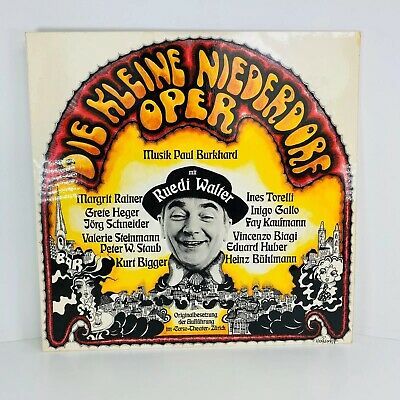 DIE KLEINE NIEDERDORF
OPER
Musik Paul Burkhard
mit
Ruedi Walter
Margrit Rainer
Grete Heger
Jörg Schneider
Valerie Steinmann
Peter W. Staub
Kurt Bigger
Ines Torelli
Inigo Gallo
Fay Kaufmann
Vincenzo Biagi
Eduard Huber
Heinz Bühlmann
BAR
Originalbesetzung
der Aufführung
im «Corso-Theater» Zürich